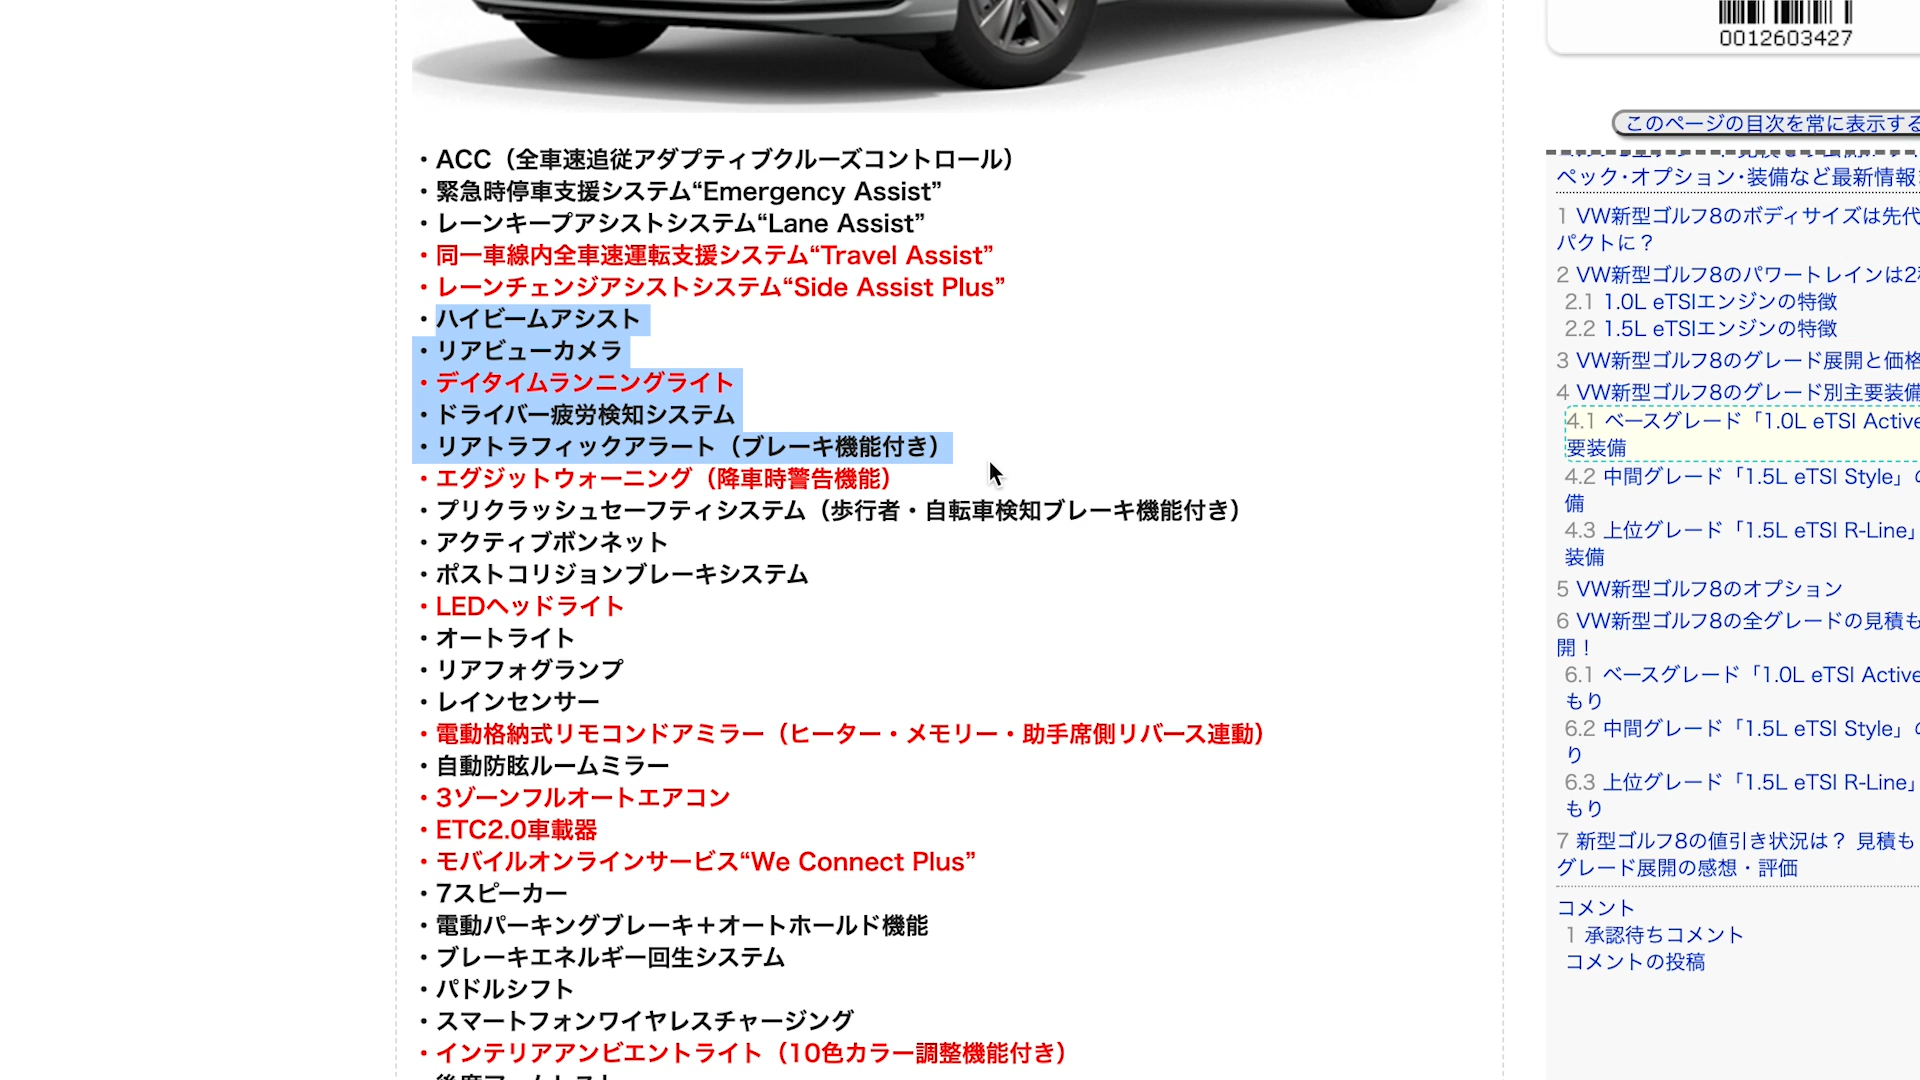 ・ACC（全車速追従アダプティブクルーズコントロール）
・緊急時停車支援システム“Emergency Assist”
・レーンキープアシストシステム“Lane Assist”
・同一車線内全車速運転支援システム“Travel Assist”
・レーンチェンジアシストシステム“Side Assist Plus”
・ハイビームアシスト
・リアビューカメラ
・デイタイムランニングライト
・ドライバー疲労検知システム
・リアトラフィックアラート（ブレーキ機能付き）
・エグジットウォーニング（降車時警告機能）
・プリクラッシュセーフティシステム（歩行者・自転車検知ブレーキ機能付き）
・アクティブボンネット
・ポストコリジョンブレーキシステム
・LEDヘッドライト
・オートライト
・リアフォグランプ
・レインセンサー
・電動格納式リモコンドアミラー（ヒーター・メモリー・助手席側リバース連動）
・自動防眩ルームミラー
・3ゾーンフルオートエアコン
・ETC2.0車載器
・モバイルオンラインサービス“We Connect Plus”
・7スピーカー
・電動パーキングブレーキ＋オートホールド機能
・ブレーキエネルギー回生システム
・パドルシフト
・スマートフォンワイヤレスチャージング
・インテリアアンビエントライト（10色カラー調整機能付き）
0012603427
このページの目次を常に表示する
ペック･オプション･装備など最新情報
1 VW新型ゴルフ8のボディサイズは先代
パクトに？
2 VW新型ゴルフ8のパワートレインは2
2.1 1.0L eTSIエンジンの特徴
2.2 1.5L eTSIエンジンの特徴
3 VW新型ゴルフ8のグレード展開と価格
4 VW新型ゴルフ8のグレード別主要装備
4.1 ベースグレード「1.0L eTSI Active
要装備
4.2 中間グレード「1.5L eTSI Style」の
備
4.3 上位グレード「1.5L eTSI R-Line」
装備
5 VW新型ゴルフ8のオプション
6 VW新型ゴルフ8の全グレードの見積も
開！
6.1 ベースグレード「1.0L eTSI Active
もり
6.2 中間グレード「1.5L eTSI Style」の
り
6.3 上位グレード「1.5L eTSI R-Line」
もり
7 新型ゴルフ8の値引き状況は？ 見積も
グレード展開の感想・評価
コメント
1 承認待ちコメント
コメントの投稿